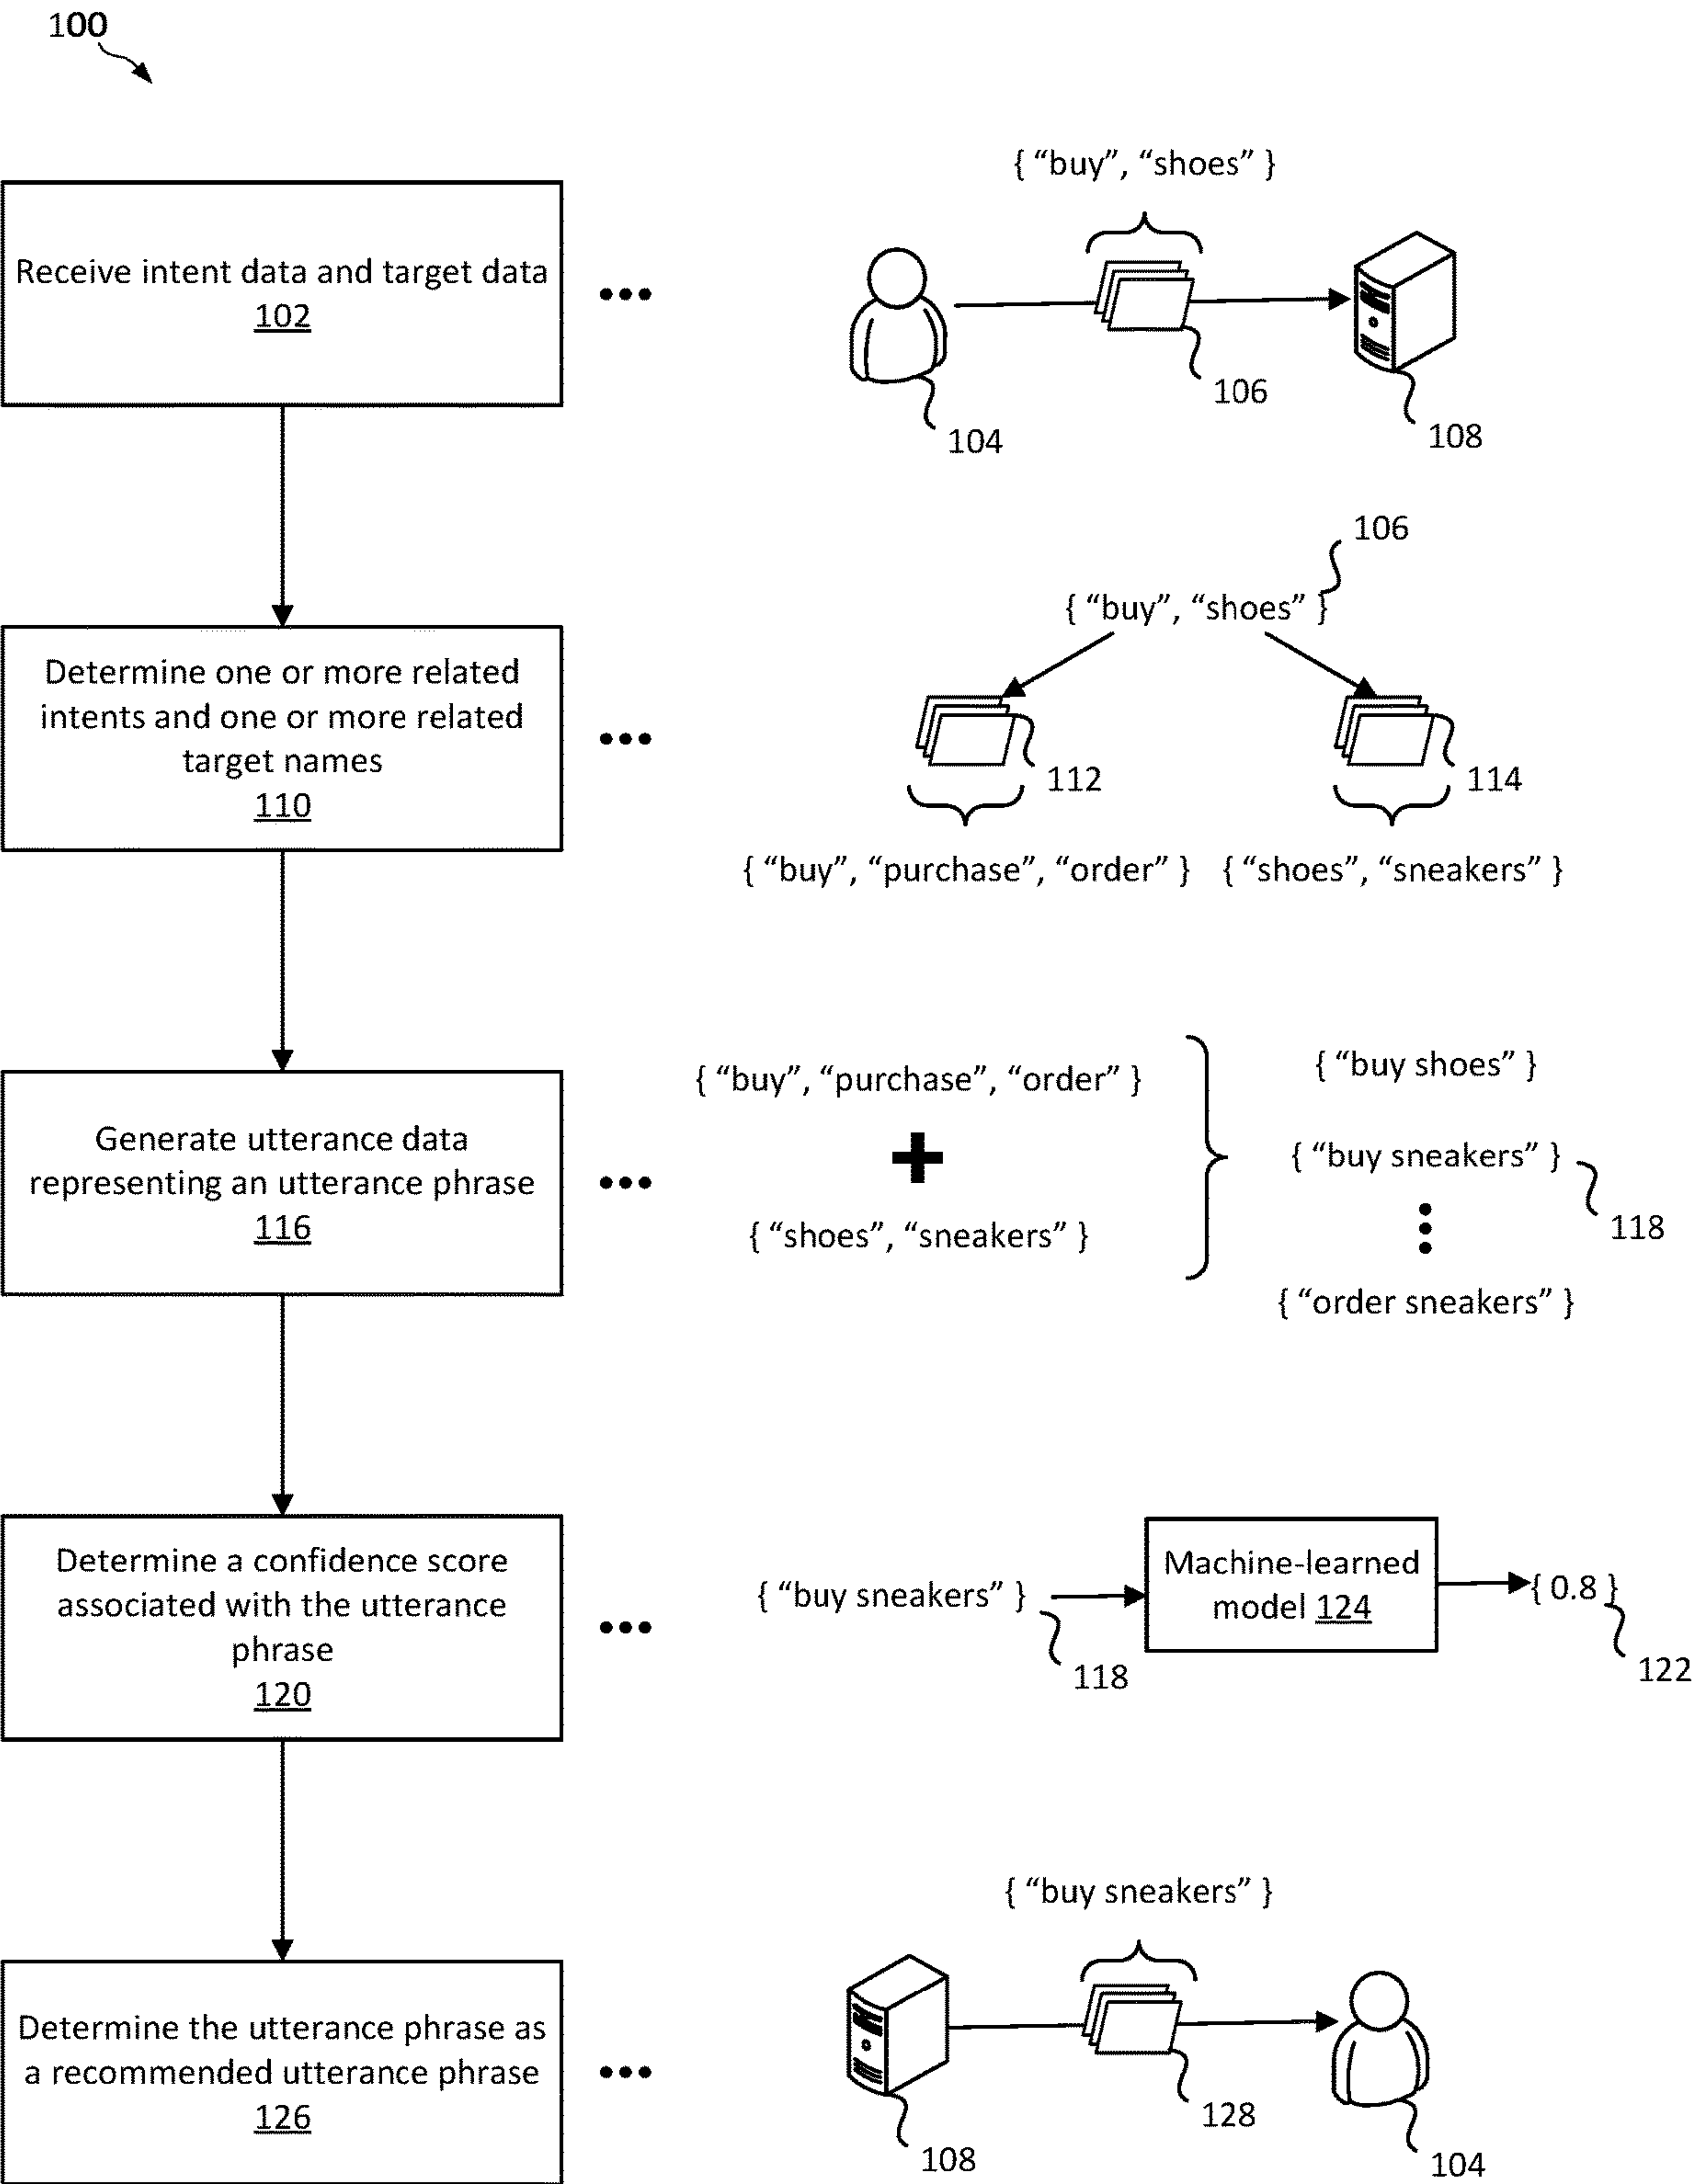 100
{ “buy”, “shoes” }
Receive intent data and target data
102
106
104
108
106
{ “buy”, “shoes” }
Determine one or more related
intents and one or more related
target names
110
112
114
{ “buy”, “purchase”, “order” }
{ “shoes”, “sneakers” }
{ “buy”, “purchase”, “order” }
{ “buy shoes” }
Generate utterance data
representing an utterance phrase
116
{ “buy sneakers” }
118
{ “shoes”, “sneakers” }
{ “order sneakers” }
Determine a confidence score
associated with the utterance
phrase
120
{ “buy sneakers” }
118
Machine-learned
model 124
{ 0.8 }
122
{ “buy sneakers” }
Determine the utterance phrase as
a recommended utterance phrase
126
128
108
104